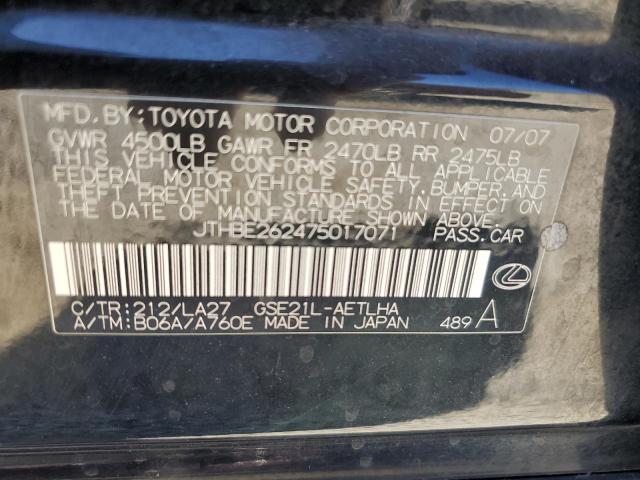 MFD. BY: TOYOTA MOTOR CORPORATION 07/07
GVWR 4500LB GAWR FR 2470LB RR 2475LB
THIS VEHICLE CONFORMS TO ALL APPLICABLE
FEDERAL MOTOR VEHICLE SAFETY, BUMPER, AND
THEFT PREVENTION STANDARDS IN EFFECT ON
THE DATE OF MANUFACTURE SHOWN ABOVE.
JTHBE262475017071 PASS. CAR
C/TR: 212/LA27 GSE21L-AETLHA
A/TM: B06A/A760E MADE IN JAPAN 489 A